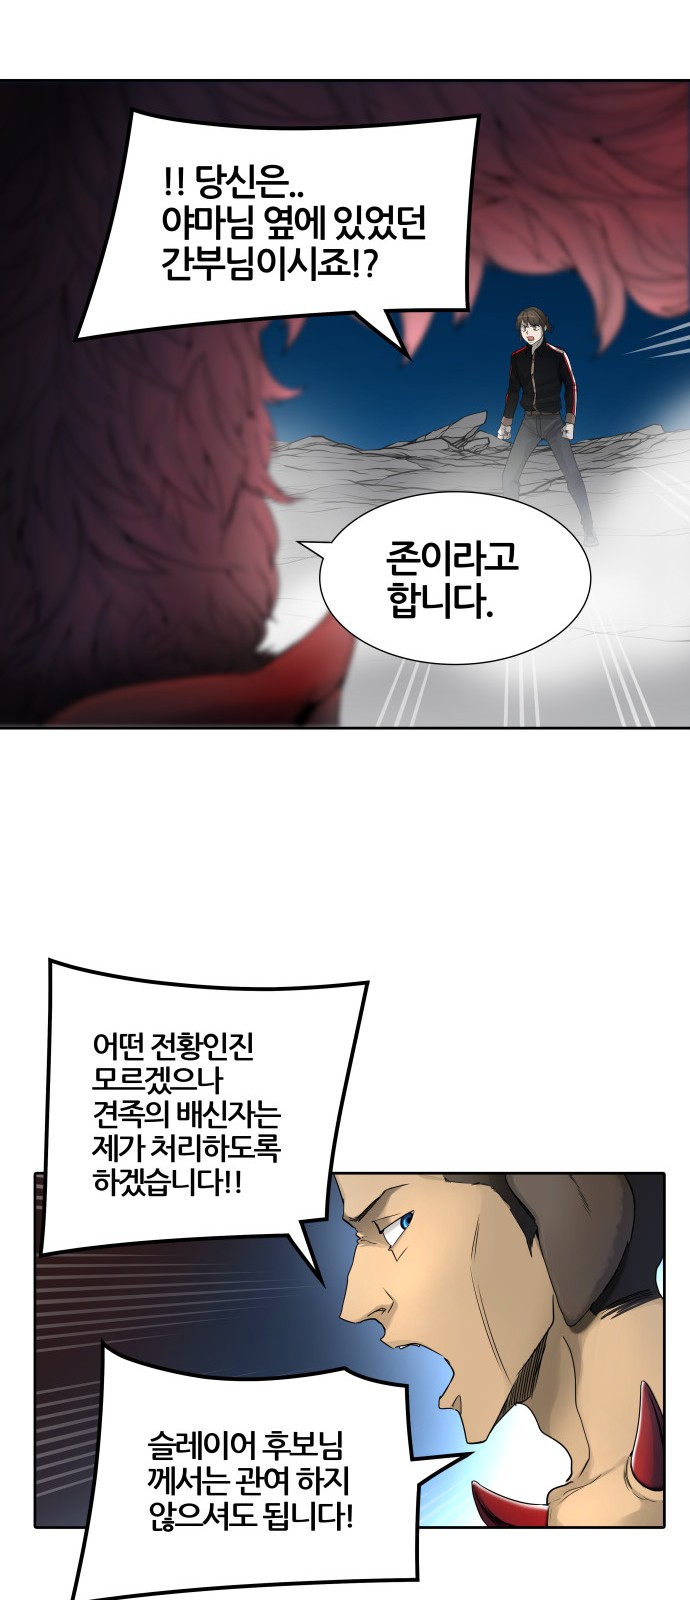 !! 당신은..
야마님 옆에 있었던
간부님이시죠!?
존이라고
합니다.
어떤 전황인진
모르겠으나
견족의 배신자는
제가 처리하도록
하겠습니다!!
슬레이어 후보님
께서는 관여 하지
않으셔도 됩니다!